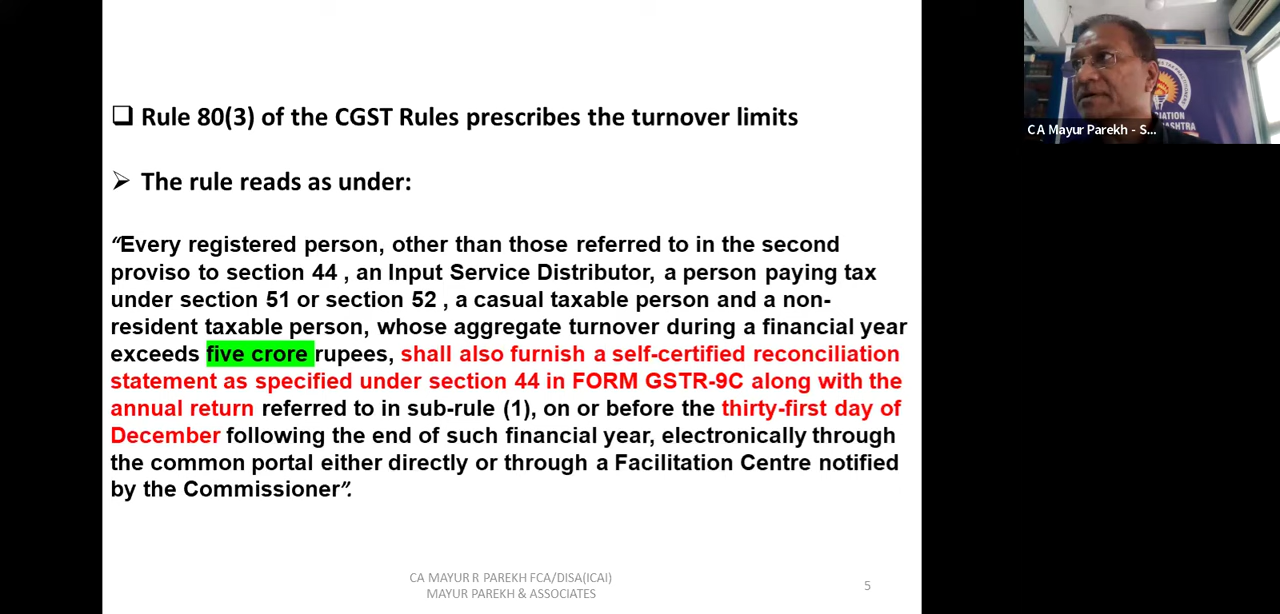 Rule 80(3) of the CGST Rules prescribes the turnover limits
The rule reads as under:
“Every registered person, other than those referred to in the second
proviso to section 44 , an Input Service Distributor, a person paying tax
under section 51 or section 52 , a casual taxable person and a non-
resident taxable person, whose aggregate turnover during a financial year
exceeds five crore rupees, shall also furnish a self-certified reconciliation
statement as specified under section 44 in FORM GSTR-9C along with the
annual return referred to in sub-rule (1), on or before the thirty-first day of
December following the end of such financial year, electronically through
the common portal either directly or through a Facilitation Centre notified
by the Commissioner”.
CA MAYUR R PAREKH FCA/DISA(ICAI)
MAYUR PAREKH & ASSOCIATES
5
C A Mayur Parekh - S...